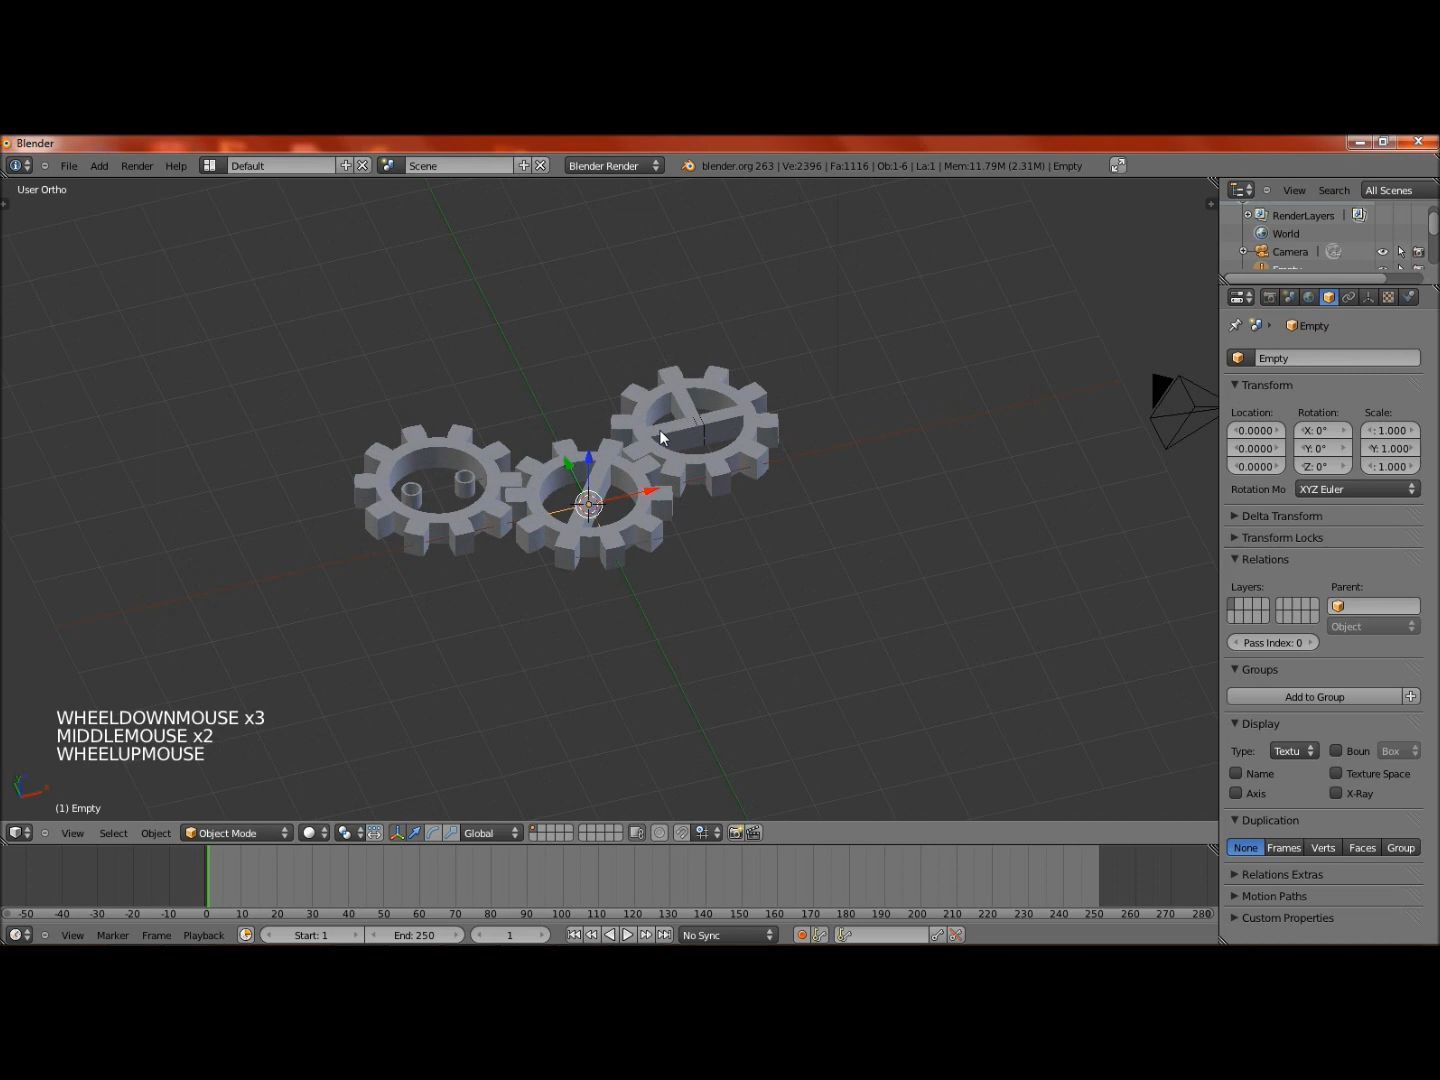 Blender
File Add Render Help Default Scene Blender Render blender.org 263 | Ve:2396 | Fa:1116 | Ob:1-6 | La:1 | Mem:11.79M (2.31M) | Empty
User Ortho
View Search All Scenes
RenderLayers |
World
Camera |
Empty
Empty
Transform
Location: Rotation: Scale:
0.0000 X: 0° : 1.000
0.0000 Y: 0° Y: 1.000
0.0000 Z: 0° : 1.000
Rotation Mo XYZ Euler
Delta Transform
Transform Locks
Relations
Layers: Parent:
Object
Pass Index: 0
Groups
Add to Group
Display
Type: Textu Boun Box
Name Texture Space
Axis X-Ray
Duplication
None Frames Verts Faces Group
Relations Extras
Motion Paths
Custom Properties
WHEELDOWNMOUSE x3
MIDDLEMOUSE x2
WHEELUPMOUSE
(1) Empty
View Select Object Object Mode Global
-50 -40 -30 -20 -10 0 10 20 30 40 50 60 70 80 90 100 110 120 130 140 150 160 170 180 190 200 210 220 230 240 250 260 270 280
View Marker Frame Playback Start: 1 End: 250 1 No Sync